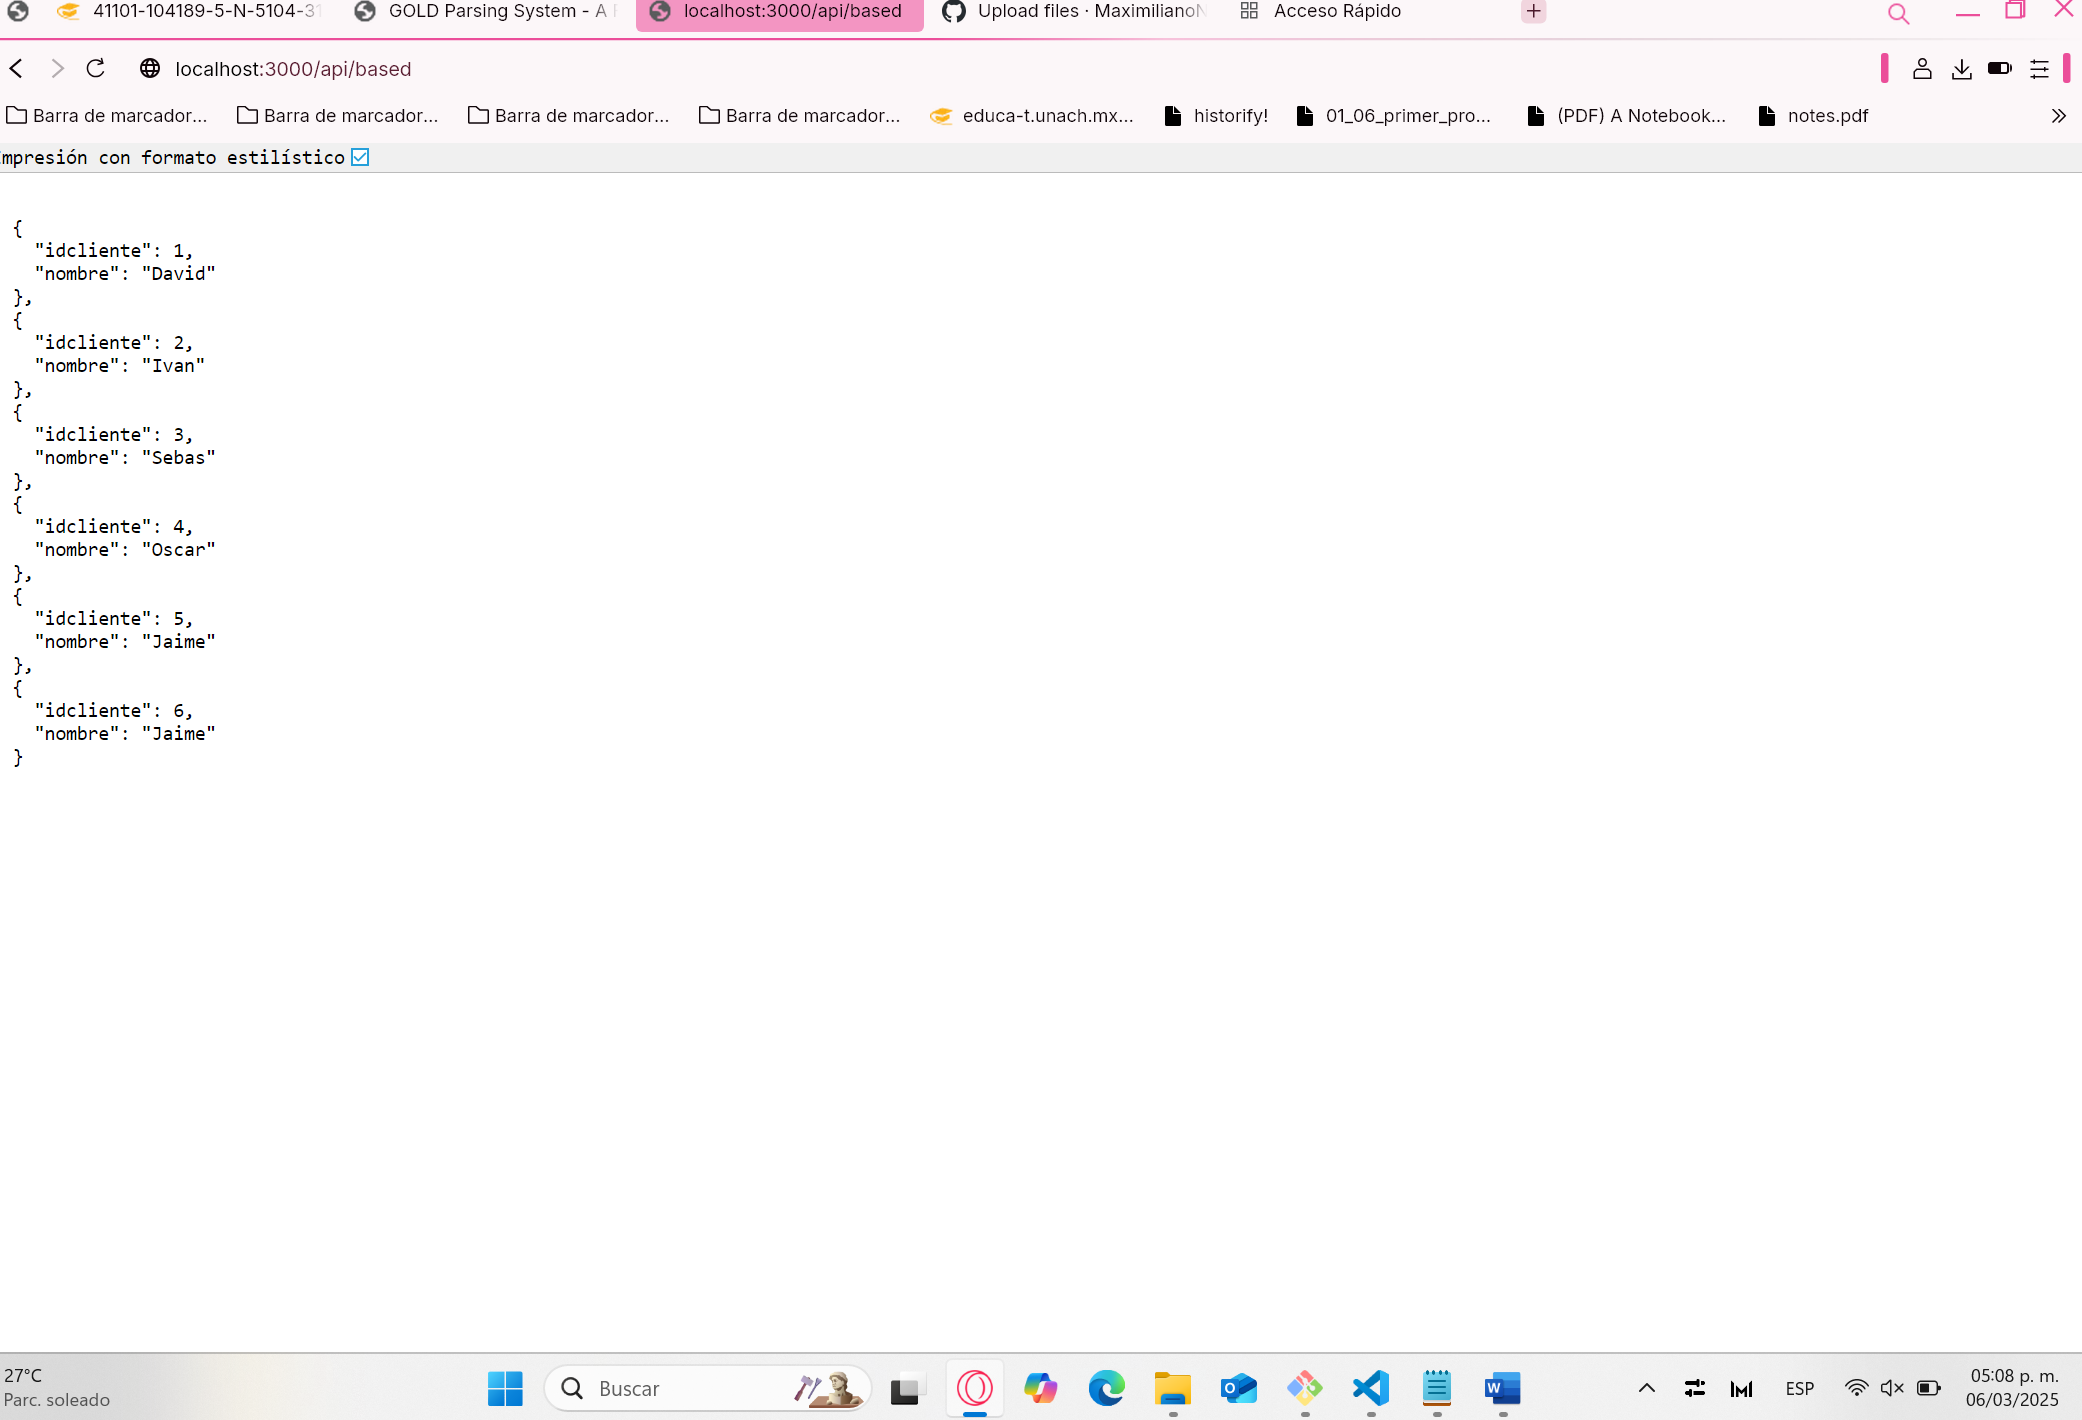 41101-104189-5-N-5104-31
GOLD Parsing System - A
localhost:3000/api/based
Upload files · Maximiliano
Acceso Rápido
localhost:3000/api/based
Barra de marcador...
Barra de marcador...
Barra de marcador...
Barra de marcador...
educa-t.unach.mx...
historify!
01_06_primer_pro...
(PDF) A Notebook...
notes.pdf
mpresión con formato estilístico
{
"idcliente": 1,
"nombre": "David"
},
{
"idcliente": 2,
"nombre": "Ivan"
},
{
"idcliente": 3,
"nombre": "Sebas"
},
{
"idcliente": 4,
"nombre": "Oscar"
},
{
"idcliente": 5,
"nombre": "Jaime"
},
{
"idcliente": 6,
"nombre": "Jaime"
}
27°C
Parc. soleado
Buscar
ESP
05:08 p. m.
06/03/2025